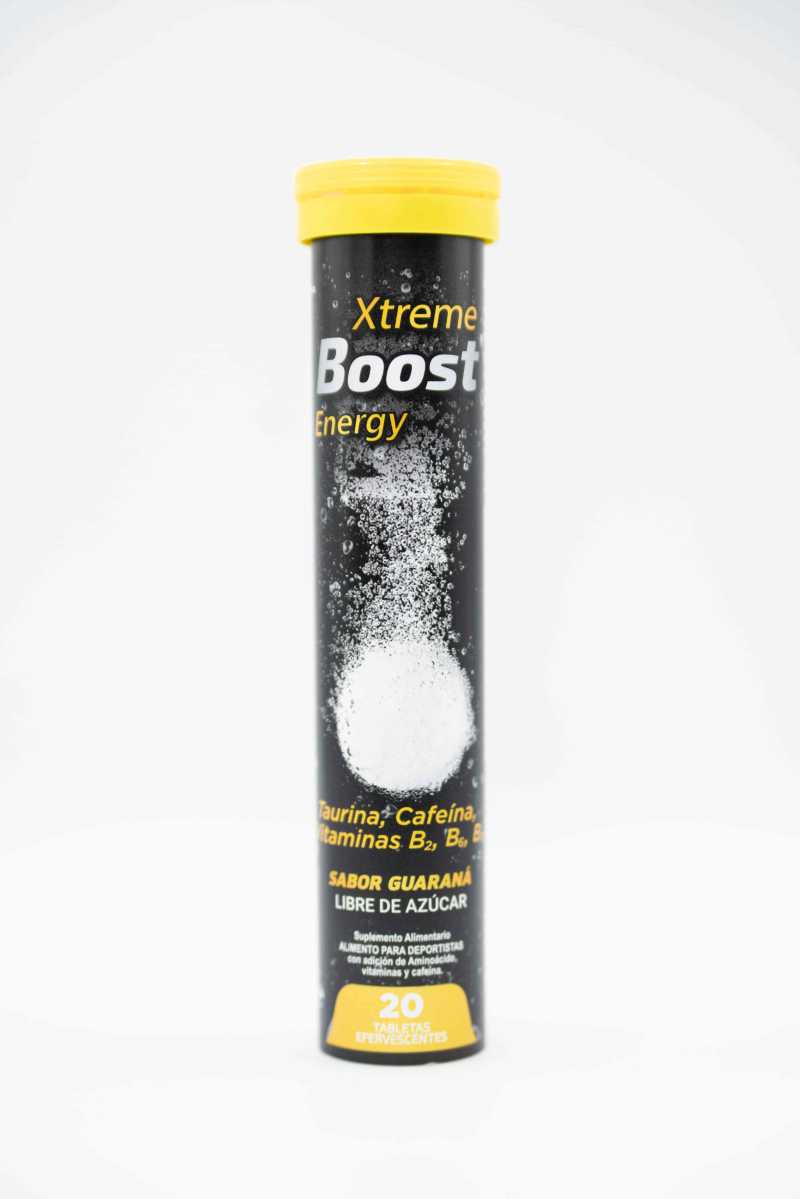 Xtreme
Boost
Energy
Taurina, Cafeína,
Vitaminas B₂, B₆,
SABOR GUARANÁ
LIBRE DE AZÚCAR
Suplemento Alimentario
ALIMENTO PARA DEPORTISTAS
con adición de Aminoácido,
vitaminas y cafeína.
20
TABLETAS
EFERVESCENTES